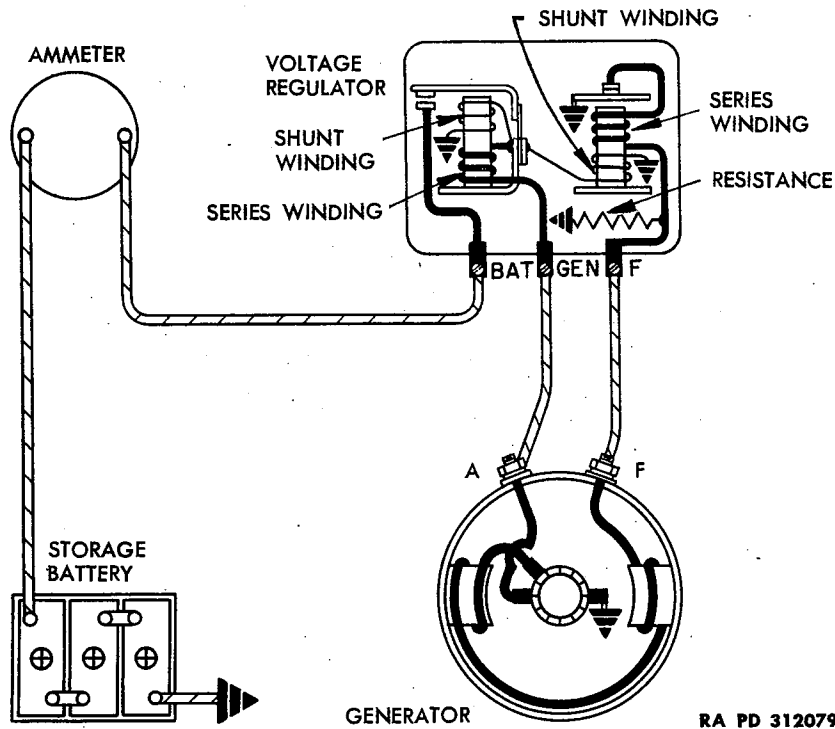 SHUNT WINDING
AMMETER
VOLTAGE
REGULATOR
SHUNT
WINDING
SERIES WINDING
SERIES
WINDING
RESISTANCE
BAT GEN F
A F
STORAGE
BATTERY
GENERATOR
RA PD 312079